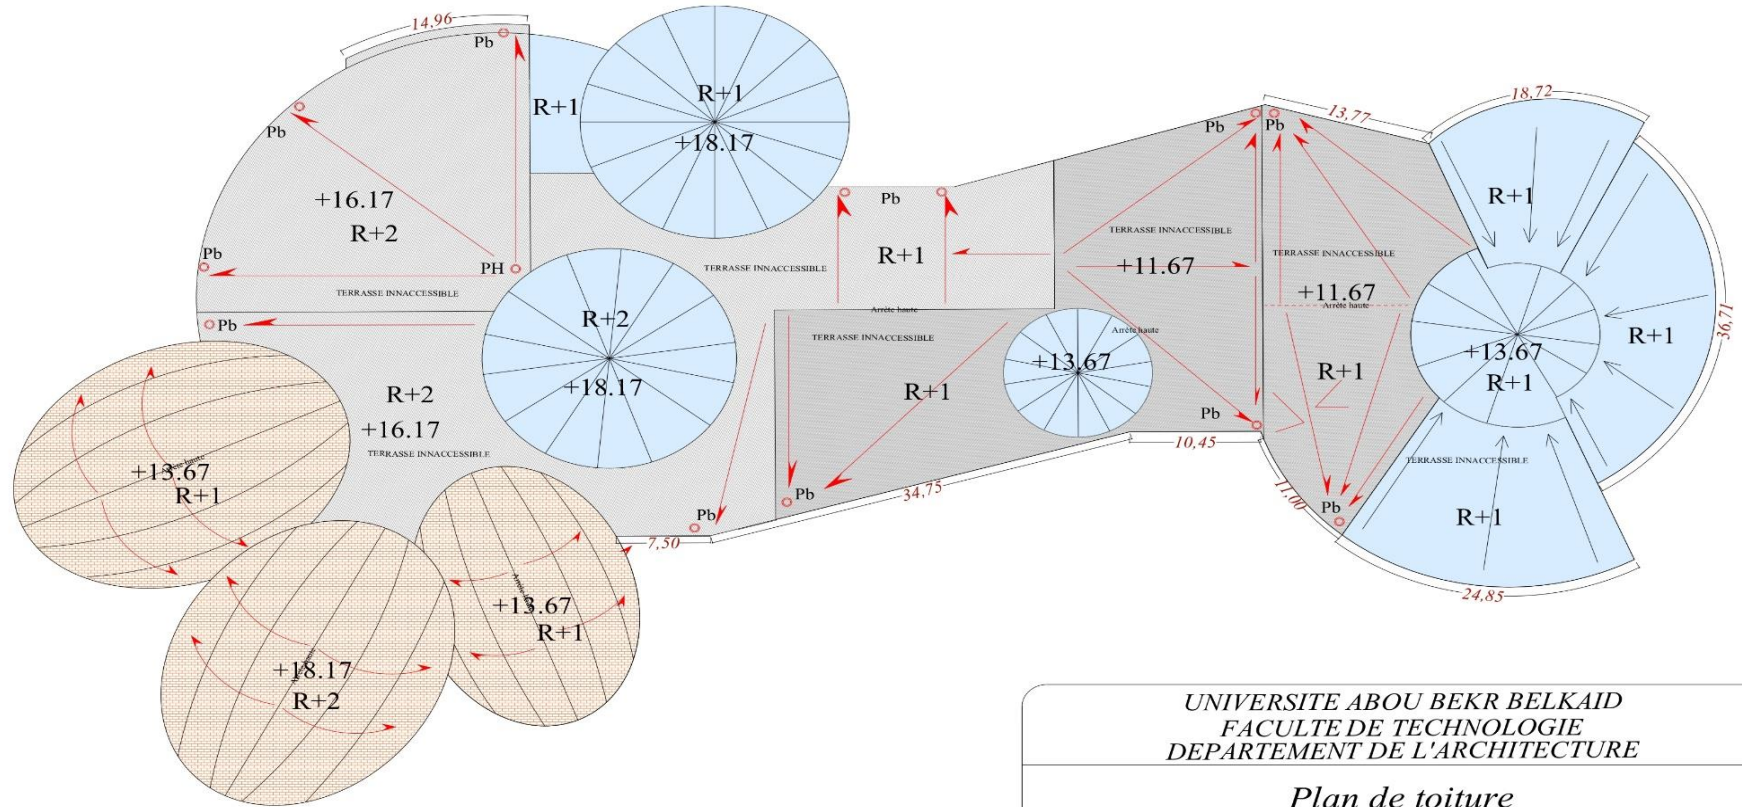 14,96
Pb
R+1
R+1
+18.17
Pb
+16.17
R+2
Pb
PH
TERRASSE INNACCESSIBLE
Pb
R+2
+18.17
R+2
+16.17
TERRASSE INNACCESSIBLE
TERRASSE INNACCESSIBLE
Pb
R+1
Arrète haute
TERRASSE INNACCESSIBLE
R+1
Pb
Pb
7,50
34,75
+13.67
Arrète haute
TERRASSE INNACCESSIBLE
+11.67
Pb
Pb
10,45
13,77
Pb
TERRASSE INNACCESSIBLE
+11.67
Arrète haute
R+1
Pb
11,00
18,72
R+1
R+1
36,71
+13.67
R+1
TERRASSE INNACCESSIBLE
R+1
24,85
Arrète haute
+13.67
R+1
+18.17
R+2
+13.67
R+1
UNIVERSITE ABOU BEKR BELKAID
FACULTE DE TECHNOLOGIE
DEPARTEMENT DE L'ARCHITECTURE
Plan de toiture